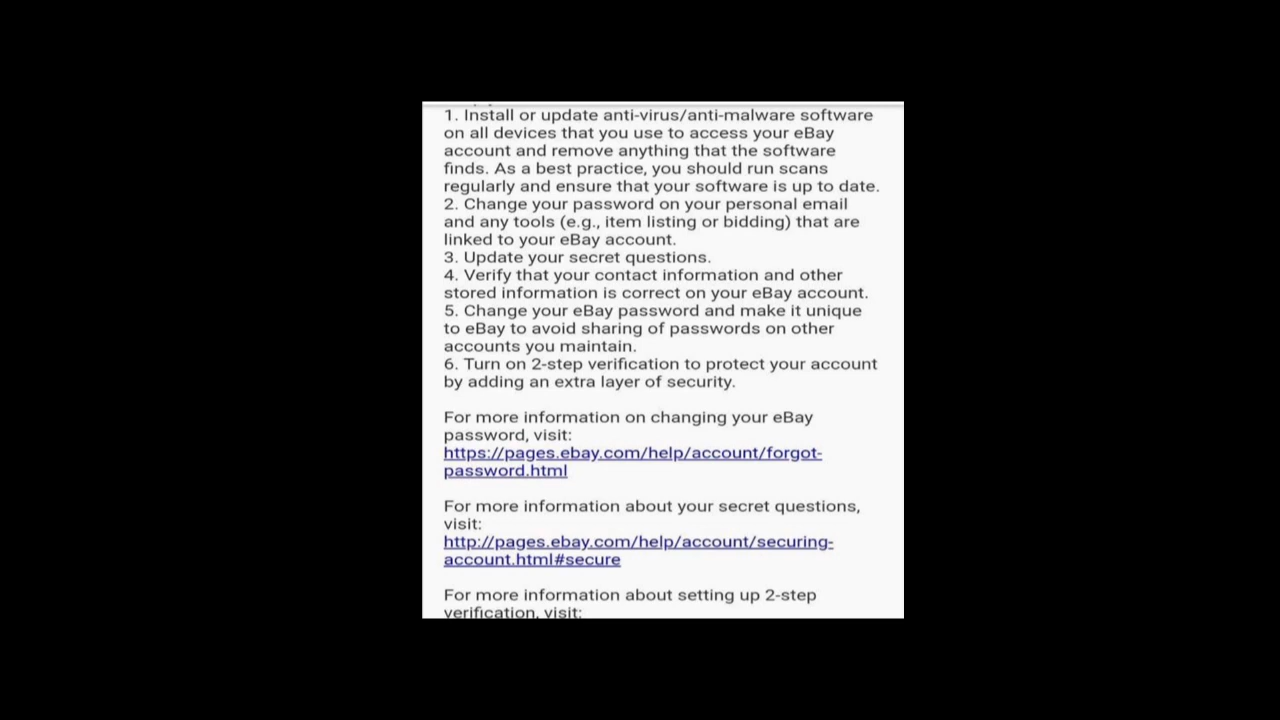 1. Install or update anti-virus/anti-malware software
on all devices that you use to access your eBay
account and remove anything that the software
finds. As a best practice, you should run scans
regularly and ensure that your software is up to date.
2. Change your password on your personal email
and any tools (e.g., item listing or bidding) that are
linked to your eBay account.
3. Update your secret questions.
4. Verify that your contact information and other
stored information is correct on your eBay account.
5. Change your eBay password and make it unique
to eBay to avoid sharing of passwords on other
accounts you maintain.
6. Turn on 2-step verification to protect your account
by adding an extra layer of security.
For more information on changing your eBay
password, visit:
https://pages.ebay.com/help/account/forgot-
password.html
For more information about your secret questions,
visit:
http://pages.ebay.com/help/account/securing-
account.html#secure
For more information about setting up 2-step
verification, visit: